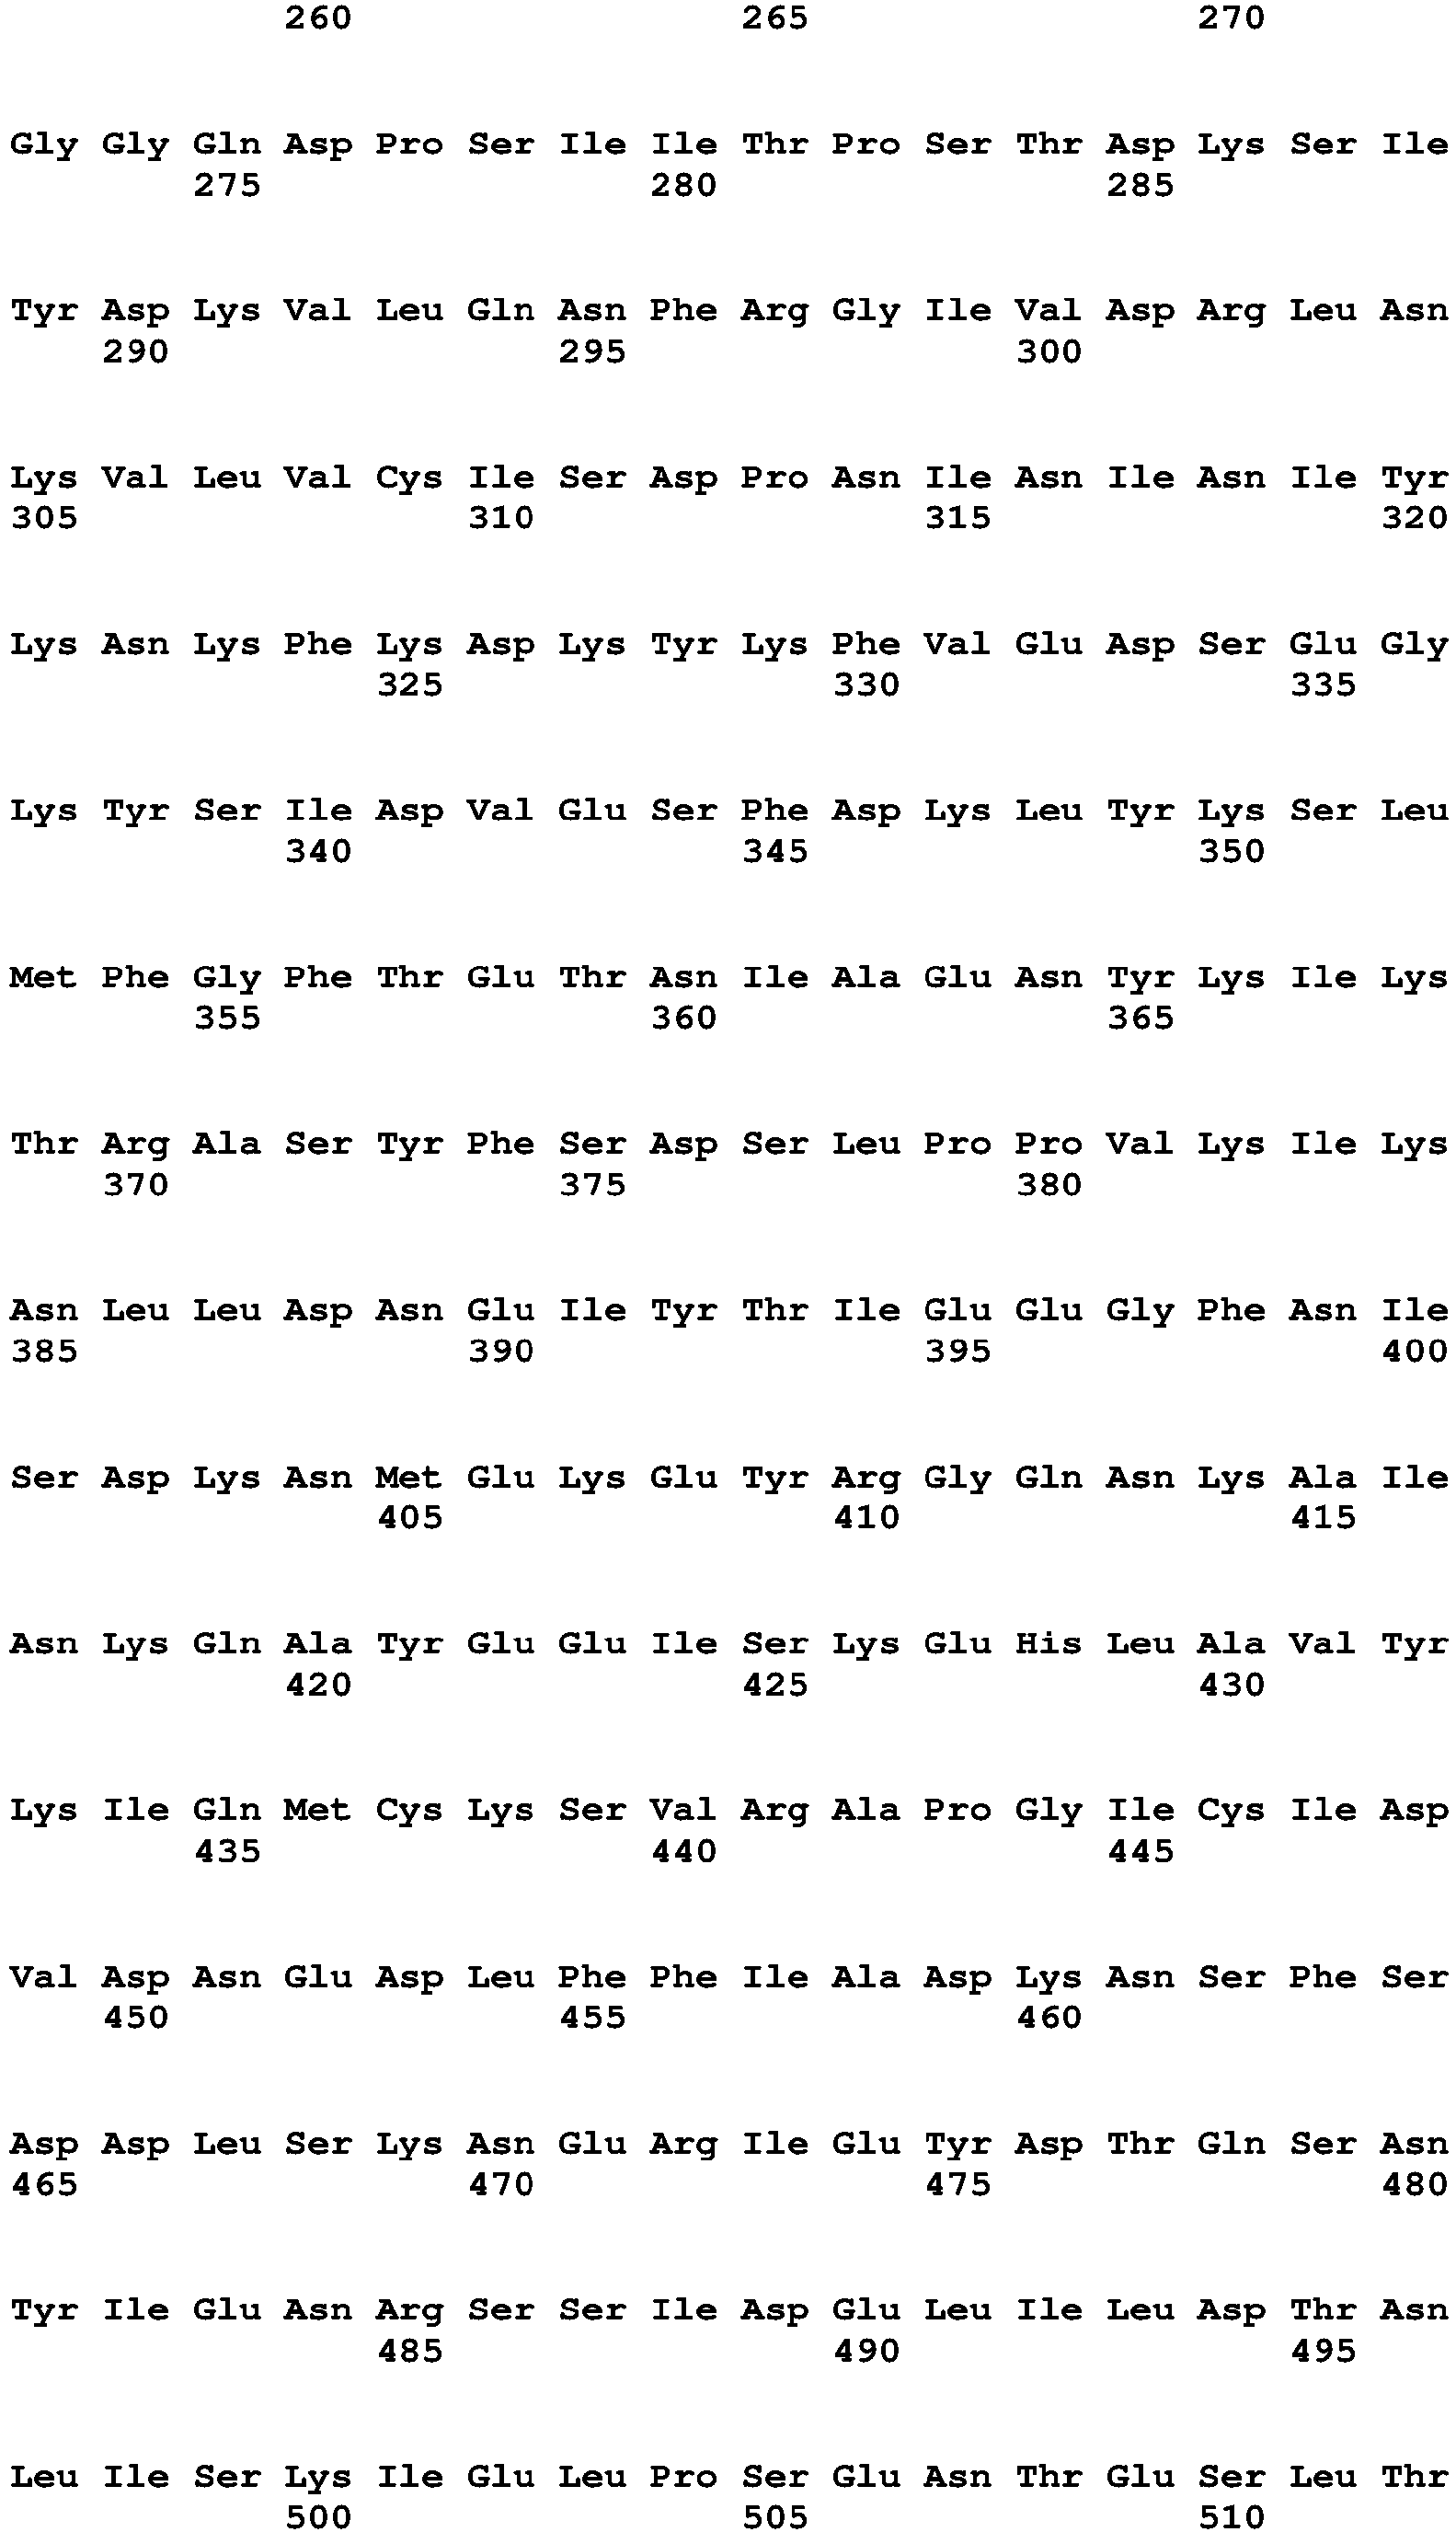 260 265 270
Gly Gly Gln Asp Pro Ser Ile Ile Thr Pro Ser Thr Asp Lys Ser Ile
275 280 285
Tyr Asp Lys Val Leu Gln Asn Phe Arg Gly Ile Val Asp Arg Leu Asn
290 295 300
Lys Val Leu Val Cys Ile Ser Asp Pro Asn Ile Asn Ile Asn Ile Tyr
305 310 315 320
Lys Asn Lys Phe Lys Asp Lys Tyr Lys Phe Val Glu Asp Ser Glu Gly
325 330 335
Lys Tyr Ser Ile Asp Val Glu Ser Phe Asp Lys Leu Tyr Lys Ser Leu
340 345 350
Met Phe Gly Phe Thr Glu Thr Asn Ile Ala Glu Asn Tyr Lys Ile Lys
355 360 365
Thr Arg Ala Ser Tyr Phe Ser Asp Ser Leu Pro Pro Val Lys Ile Lys
370 375 380
Asn Leu Leu Asp Asn Glu Ile Tyr Thr Ile Glu Glu Gly Phe Asn Ile
385 390 395 400
Ser Asp Lys Asn Met Glu Lys Glu Tyr Arg Gly Gln Asn Lys Ala Ile
405 410 415
Asn Lys Gln Ala Tyr Glu Glu Ile Ser Lys Glu His Leu Ala Val Tyr
420 425 430
Lys Ile Gln Met Cys Lys Ser Val Arg Ala Pro Gly Ile Cys Ile Asp
435 440 445
Val Asp Asn Glu Asp Leu Phe Phe Ile Ala Asp Lys Asn Ser Phe Ser
450 455 460
Asp Asp Leu Ser Lys Asn Glu Arg Ile Glu Tyr Asp Thr Gln Ser Asn
465 470 475 480
Tyr Ile Glu Asn Arg Ser Ser Ile Asp Glu Leu Ile Leu Asp Thr Asn
485 490 495
Leu Ile Ser Lys Ile Glu Leu Pro Ser Glu Asn Thr Glu Ser Leu Thr
500 505 510